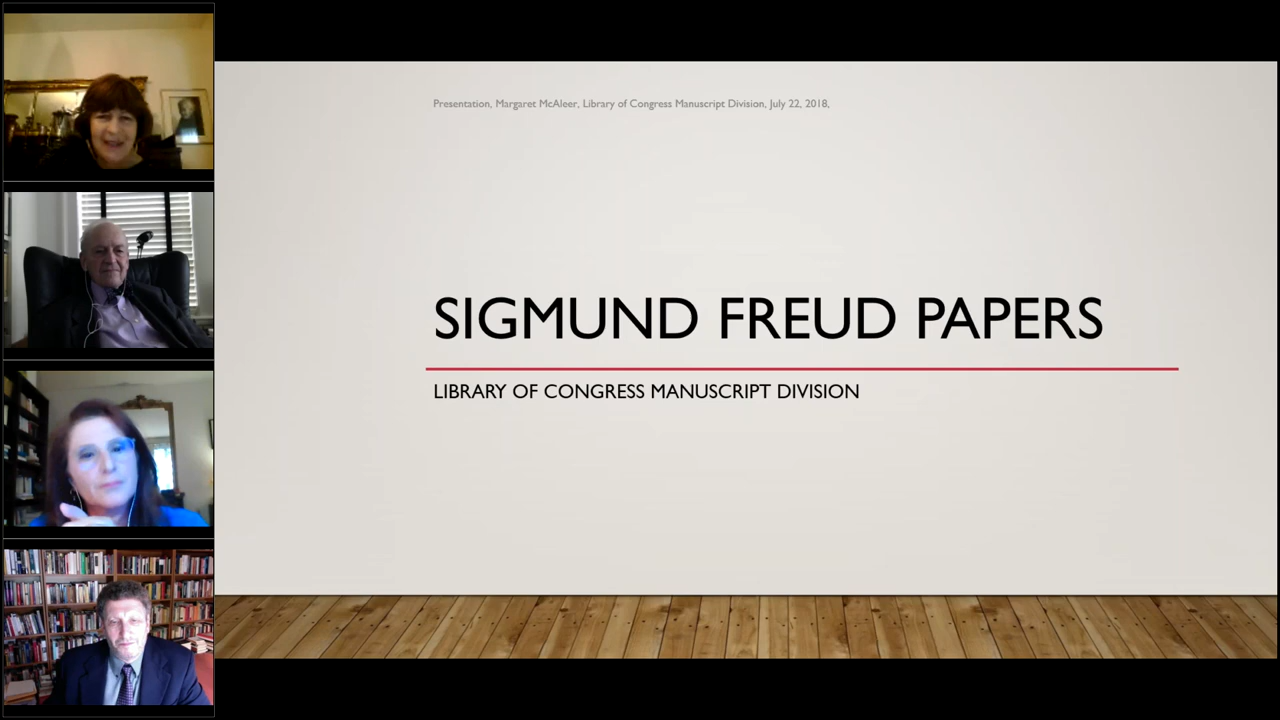 Presentation, Margaret McAleer, Library of Congress Manuscript Division, July 22, 2018,
SIGMUND FREUD PAPERS
LIBRARY OF CONGRESS MANUSCRIPT DIVISION